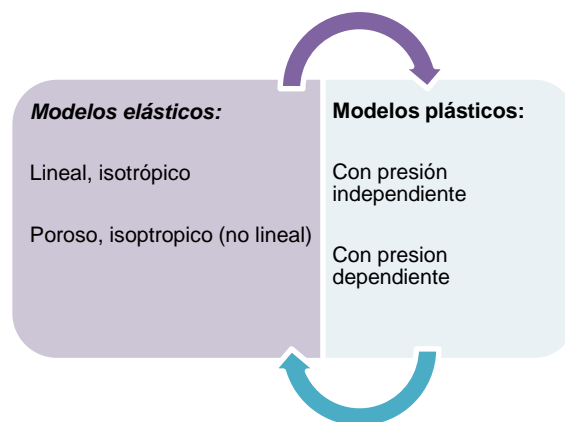 Modelos elásticos:
Lineal, isotrópico
Poroso, isoptropico (no lineal)
Modelos plásticos:
Con presión
independiente
Con presion
dependiente